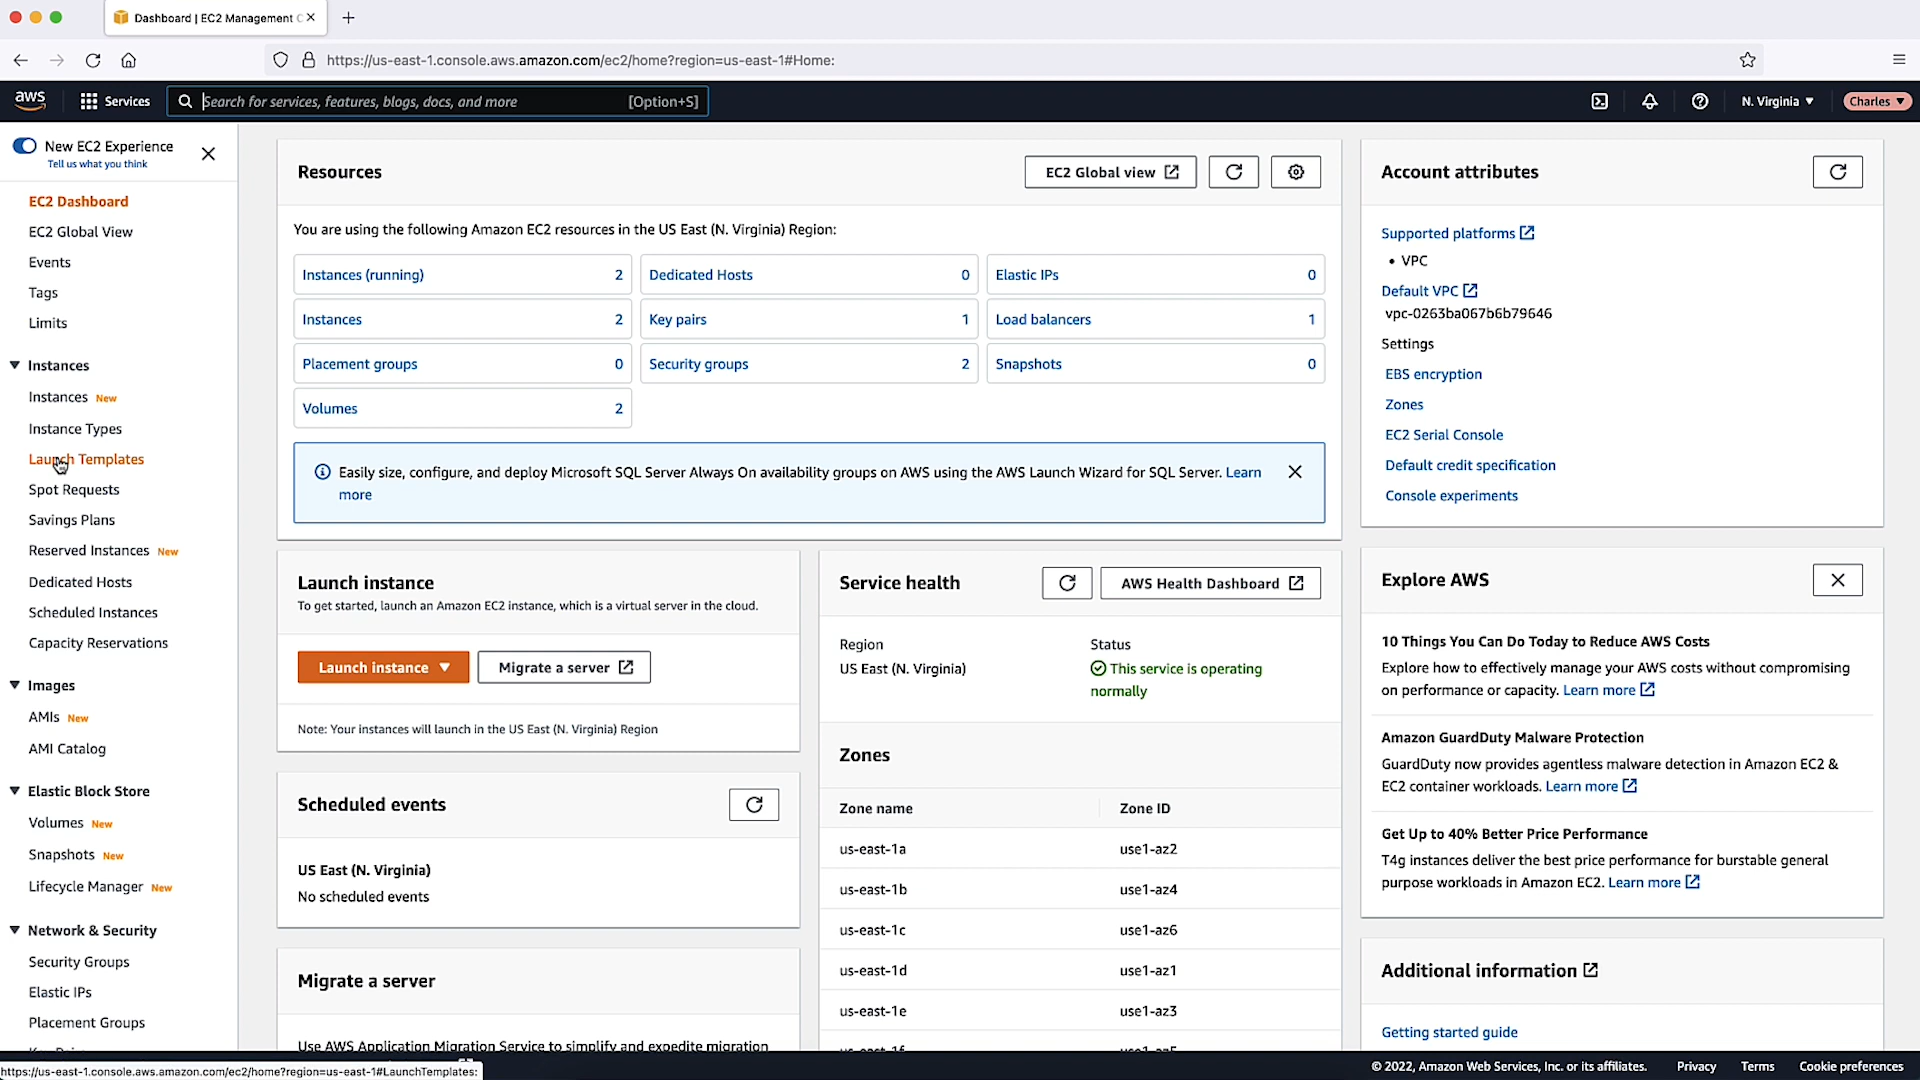 Dashboard | EC2 Management C
https://us-east-1.console.aws.amazon.com/ec2/home?region=us-east-1#Home:
aws
Services
Search for services, features, blogs, docs, and more
[Option+S]
N. Virginia
Charles
New EC2 Experience
Tell us what you think
EC2 Dashboard
EC2 Global View
Events
Tags
Limits
Instances
Instances New
Instance Types
Launch Templates
Spot Requests
Savings Plans
Reserved Instances New
Dedicated Hosts
Scheduled Instances
Capacity Reservations
Images
AMIs New
AMI Catalog
Elastic Block Store
Volumes New
Snapshots New
Lifecycle Manager New
Network & Security
Security Groups
Elastic IPs
Placement Groups
Resources
EC2 Global view
You are using the following Amazon EC2 resources in the US East (N. Virginia) Region:
Instances (running) 2
Dedicated Hosts 0
Elastic IPs 0
Instances 2
Key pairs 1
Load balancers 1
Placement groups 0
Security groups 2
Snapshots 0
Volumes 2
Easily size, configure, and deploy Microsoft SQL Server Always On availability groups on AWS using the AWS Launch Wizard for SQL Server. Learn
more
Launch instance
To get started, launch an Amazon EC2 instance, which is a virtual server in the cloud.
Launch instance
Migrate a server
Note: Your instances will launch in the US East (N. Virginia) Region
Scheduled events
US East (N. Virginia)
No scheduled events
Migrate a server
Use AWS Application Migration Service to simplify and expedite migration
Service health
AWS Health Dashboard
Region
Status
US East (N. Virginia)
This service is operating
normally
Zones
Zone name
Zone ID
us-east-1a
use1-az2
us-east-1b
use1-az4
us-east-1c
use1-az6
us-east-1d
use1-az1
us-east-1e
use1-az3
us-east-1f
use1-az5
Account attributes
Supported platforms
• VPC
Default VPC
vpc-0263ba067b6b79646
Settings
EBS encryption
Zones
EC2 Serial Console
Default credit specification
Console experiments
Explore AWS
10 Things You Can Do Today to Reduce AWS Costs
Explore how to effectively manage your AWS costs without compromising
on performance or capacity. Learn more
Amazon GuardDuty Malware Protection
GuardDuty now provides agentless malware detection in Amazon EC2 &
EC2 container workloads. Learn more
Get Up to 40% Better Price Performance
T4g instances deliver the best price performance for burstable general
purpose workloads in Amazon EC2. Learn more
Additional information
Getting started guide
https://us-east-1.console.aws.amazon.com/ec2/home?region=us-east-1#LaunchTemplates:
© 2022, Amazon Web Services, Inc. or its affiliates.
Privacy
Terms
Cookie preferences